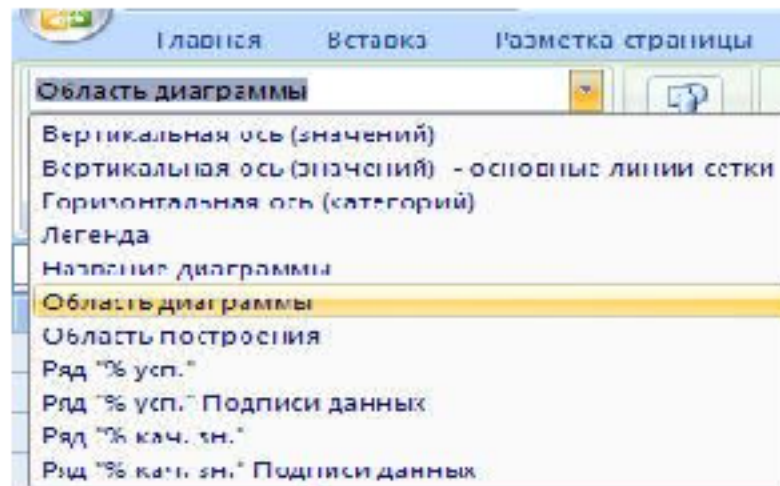 Главная Вставка Разметка страницы
Область диаграммы
Вертикальная ось (значений)
Вертикальная ось (значений) - основные линии сетки
Горизонтальная ось (категорий)
Легенда
Название диаграммы
Область диаграммы
Область построения
Ряд "% усп."
Ряд "% усп." Подписи данных
Ряд "% кач. зн."
Ряд "% кач. зн." Подписи данных